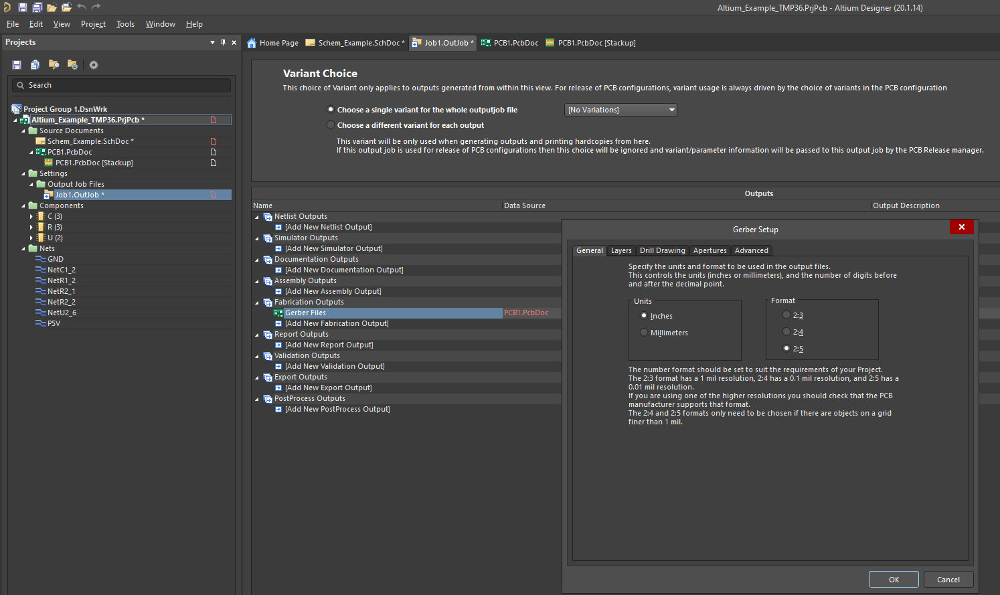 Altium_Example_TMP36.PrjPcb - Altium Designer (20.1.14)
File Edit View Project Tools Window Help
Projects
Home Page Schem_Example.SchDoc * Job1.OutJob * PCB1.PcbDoc PCB1.PcbDoc [Stackup]
Search
Project Group 1.DsnWrk
Altium_Example_TMP36.PrjPcb *
Source Documents
Schem_Example.SchDoc *
PCB1.PcbDoc
PCB1.PcbDoc [Stackup]
Settings
Output Job Files
Job1.OutJob *
Components
C (3)
R (3)
U (2)
Nets
GND
NetC1_2
NetR1_2
NetR2_1
NetR2_2
NetU2_6
P5V
Variant Choice
This choice of Variant only applies to outputs generated from within this view. For release of PCB configurations, variant usage is always driven by the choice of variants in the PCB configuration
Choose a single variant for the whole outputjob file [No Variations]
Choose a different variant for each output
This variant will be only used when generating outputs and printing hardcopies from here.
If this output job is used for release of PCB configurations then this choice will be ignored and variant/parameter information will be passed to this output job by the PCB Release manager.
Outputs
Name Data Source Output Description
Netlist Outputs
[Add New Netlist Output]
Simulator Outputs
[Add New Simulator Output]
Documentation Outputs
[Add New Documentation Output]
Assembly Outputs
[Add New Assembly Output]
Fabrication Outputs
Gerber Files PCB1.PcbDoc
[Add New Fabrication Output]
Report Outputs
[Add New Report Output]
Validation Outputs
[Add New Validation Output]
Export Outputs
[Add New Export Output]
PostProcess Outputs
[Add New PostProcess Output]
Gerber Setup
General Layers Drill Drawing Apertures Advanced
Specify the units and format to be used in the output files.
This controls the units (inches or millimeters), and the number of digits before
and after the decimal point.
Units
Inches
Millimeters
Format
2:3
2:4
2:5
The number format should be set to suit the requirements of your Project.
The 2:3 format has a 1 mil resolution, 2:4 has a 0.1 mil resolution, and 2:5 has a
0.01 mil resolution.
If you are using one of the higher resolutions you should check that the PCB
manufacturer supports that format.
The 2:4 and 2:5 formats only need to be chosen if there are objects on a grid
finer than 1 mil.
OK Cancel